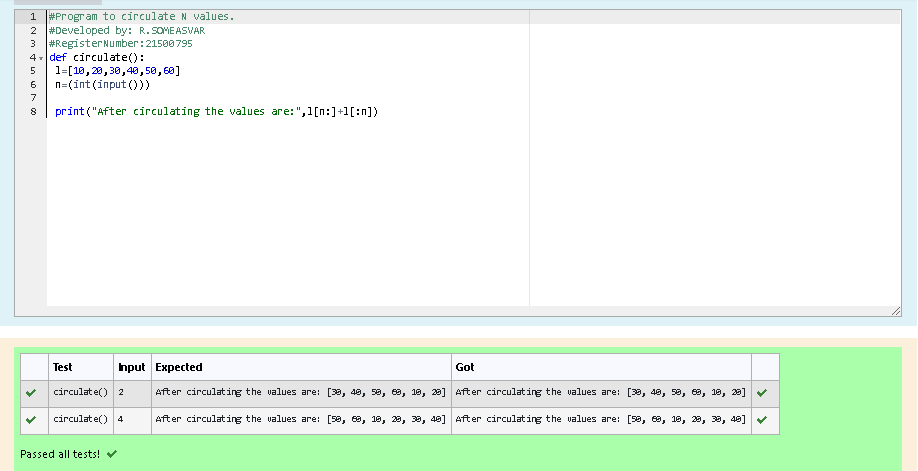 1 #Program to circulate N values.
2 #Developed by: R.SOMEASVAR
3 #RegisterNumber:21500795
4 def circulate():
5 l=[10,20,30,40,50,60]
6 n=(int(input()))
7
8 print("After circulating the values are:",l[n:]+l[:n])
Test Input Expected Got
circulate() 2 After circulating the values are: [30, 40, 50, 60, 10, 20] After circulating the values are: [30, 40, 50, 60, 10, 20]
circulate() 4 After circulating the values are: [50, 60, 10, 20, 30, 40] After circulating the values are: [50, 60, 10, 20, 30, 40]
Passed all tests!